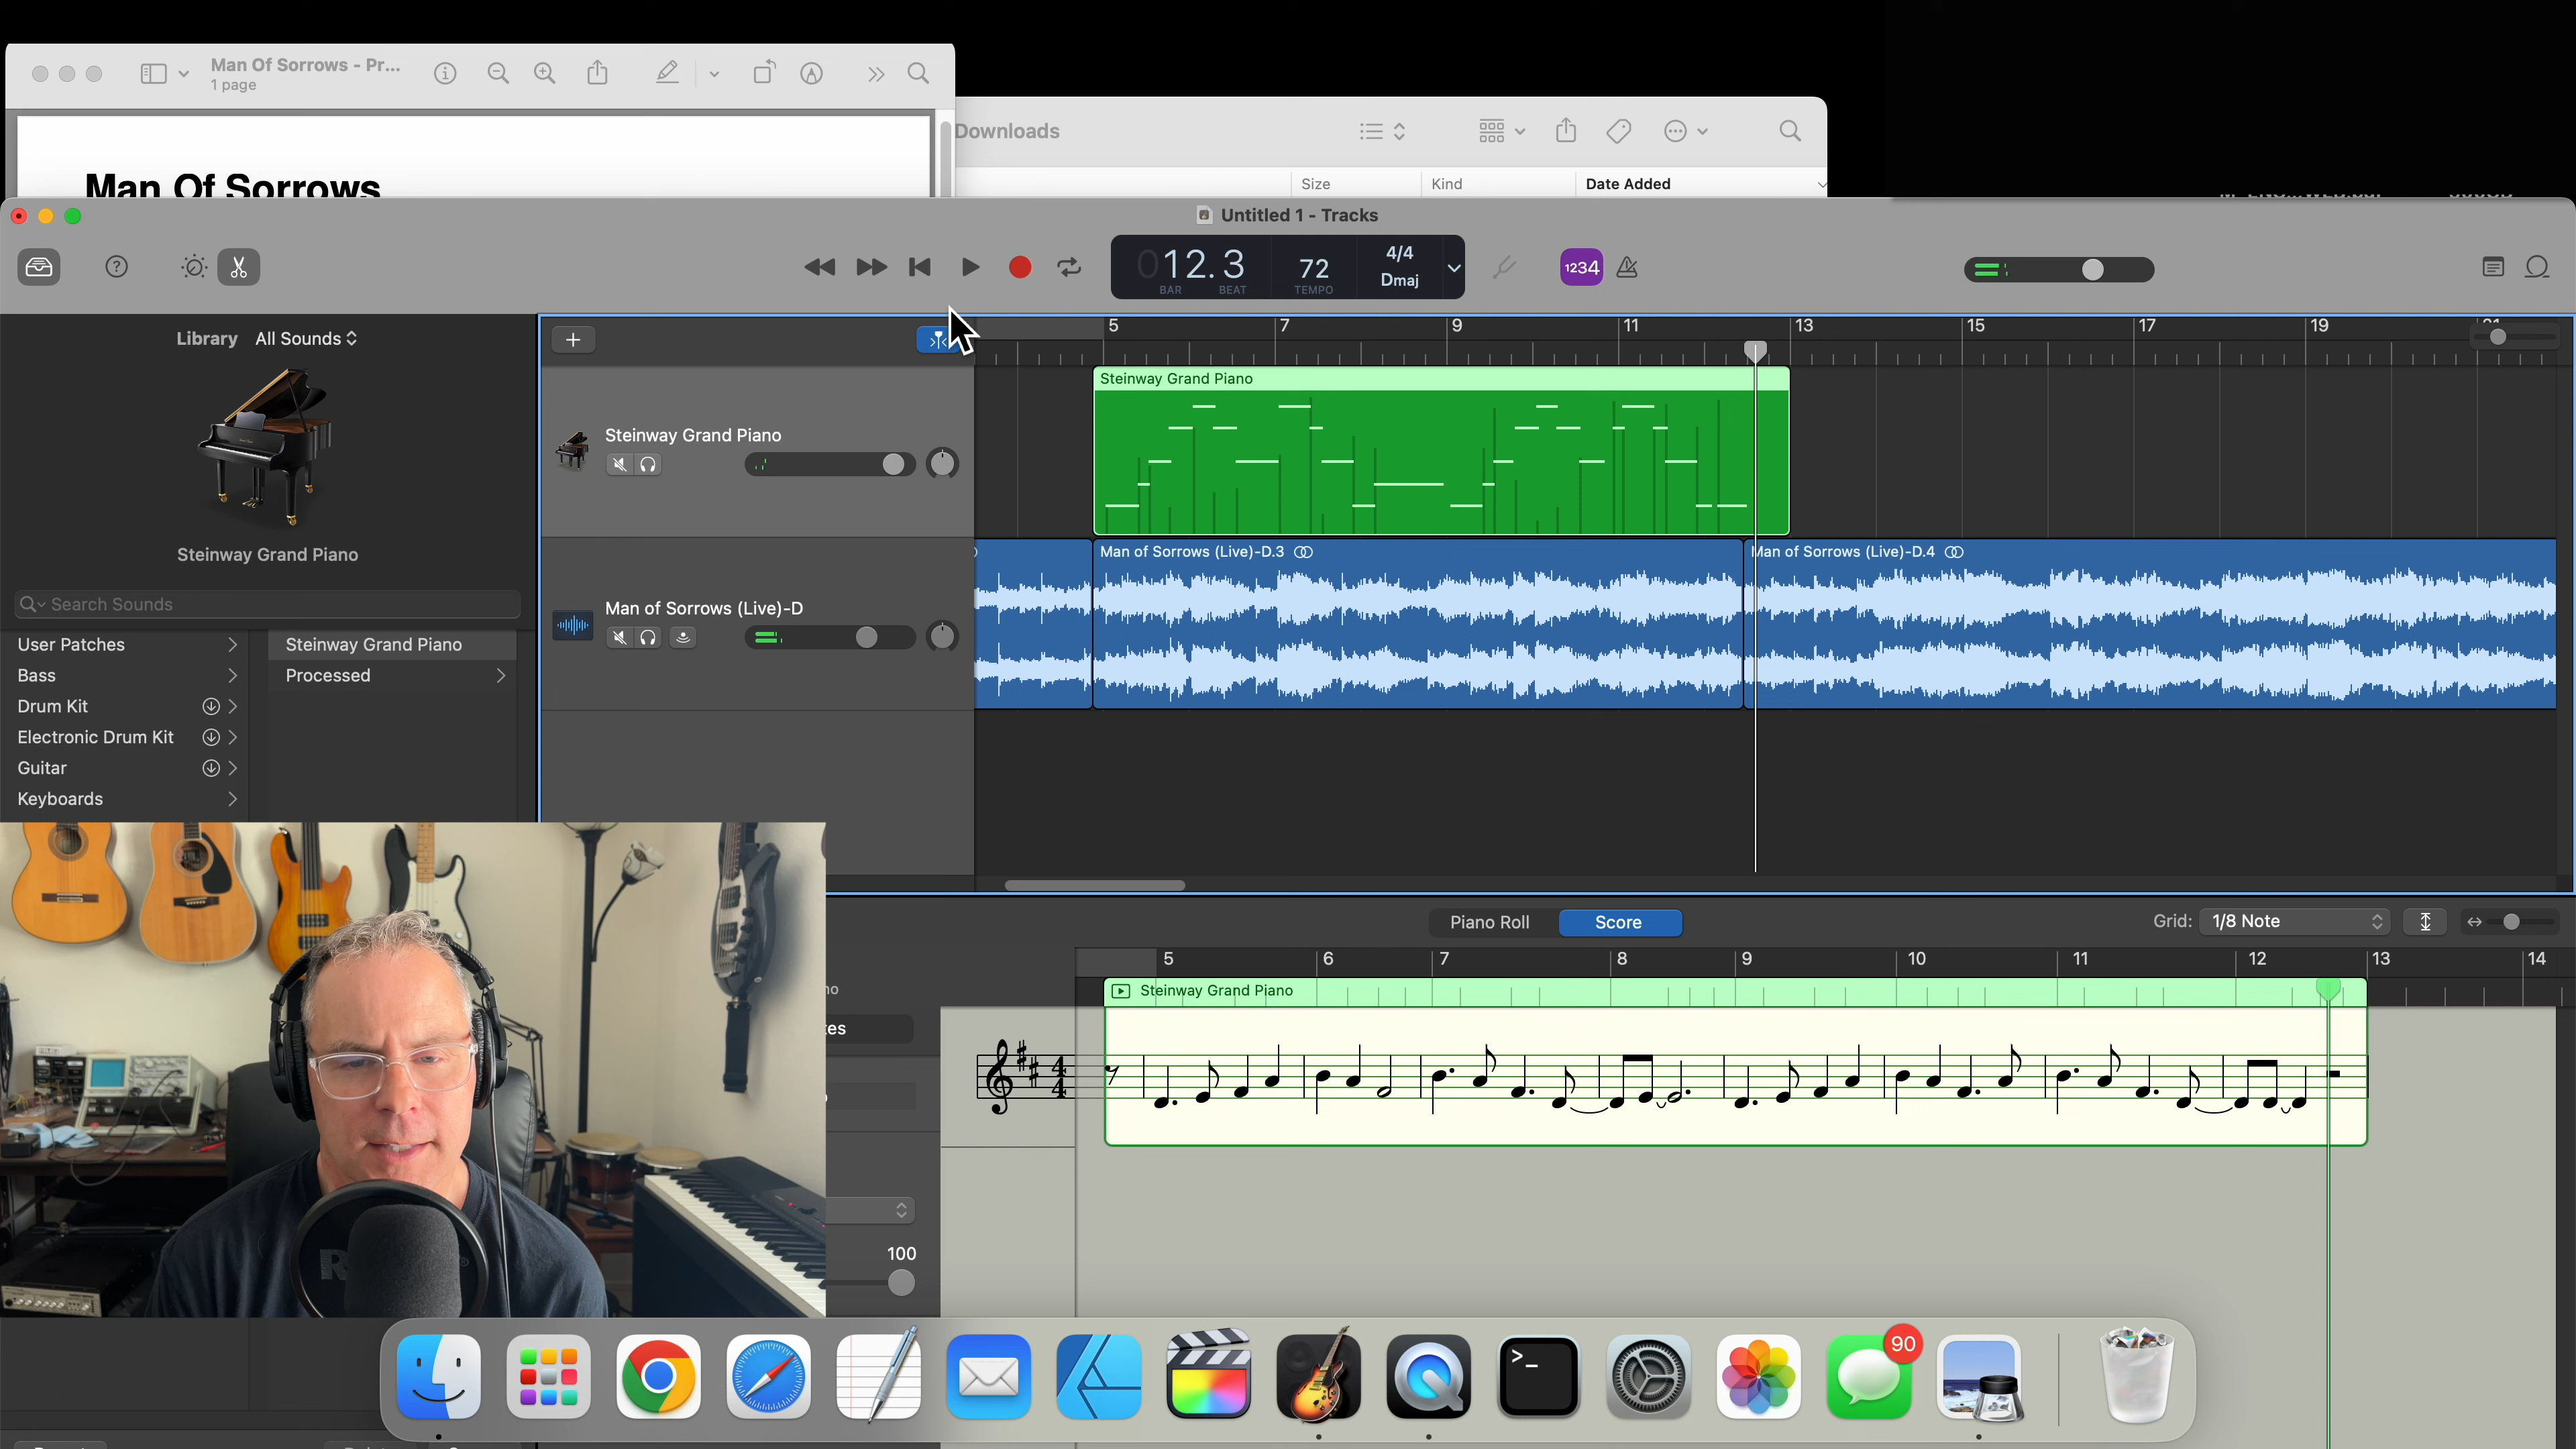 Man Of Sorrows - Pr...
1 page
Downloads
Size
Kind
Date Added
Man Of Sorrows
Untitled 1 - Tracks
012.3
BAR
BEAT
72
TEMPO
4/4
Dmaj
1234
Library
All Sounds
5
7
9
11
13
15
17
19
Steinway Grand Piano
Steinway Grand Piano
Steinway Grand Piano
Man of Sorrows (Live)-D.3
Man of Sorrows (Live)-D.4
Man of Sorrows (Live)-D
Search Sounds
User Patches
Steinway Grand Piano
Bass
Processed
Drum Kit
Electronic Drum Kit
Guitar
Keyboards
Piano Roll
Score
Grid:
1/8 Note
5
6
7
8
9
10
11
12
13
14
Steinway Grand Piano
4
4
100
90